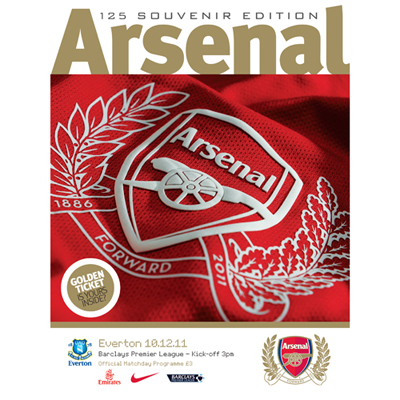 125 SOUVENIR EDITION
Arsenal
Arsenal
1886
FORWARD
2011
GOLDEN
TICKET
IS YOURS
INSIDE?
Everton 10.12.11
Barclays Premier League – Kick-off 3pm
Official Matchday Programme £3
Everton
Arsenal
Emirates
BARCLAYS